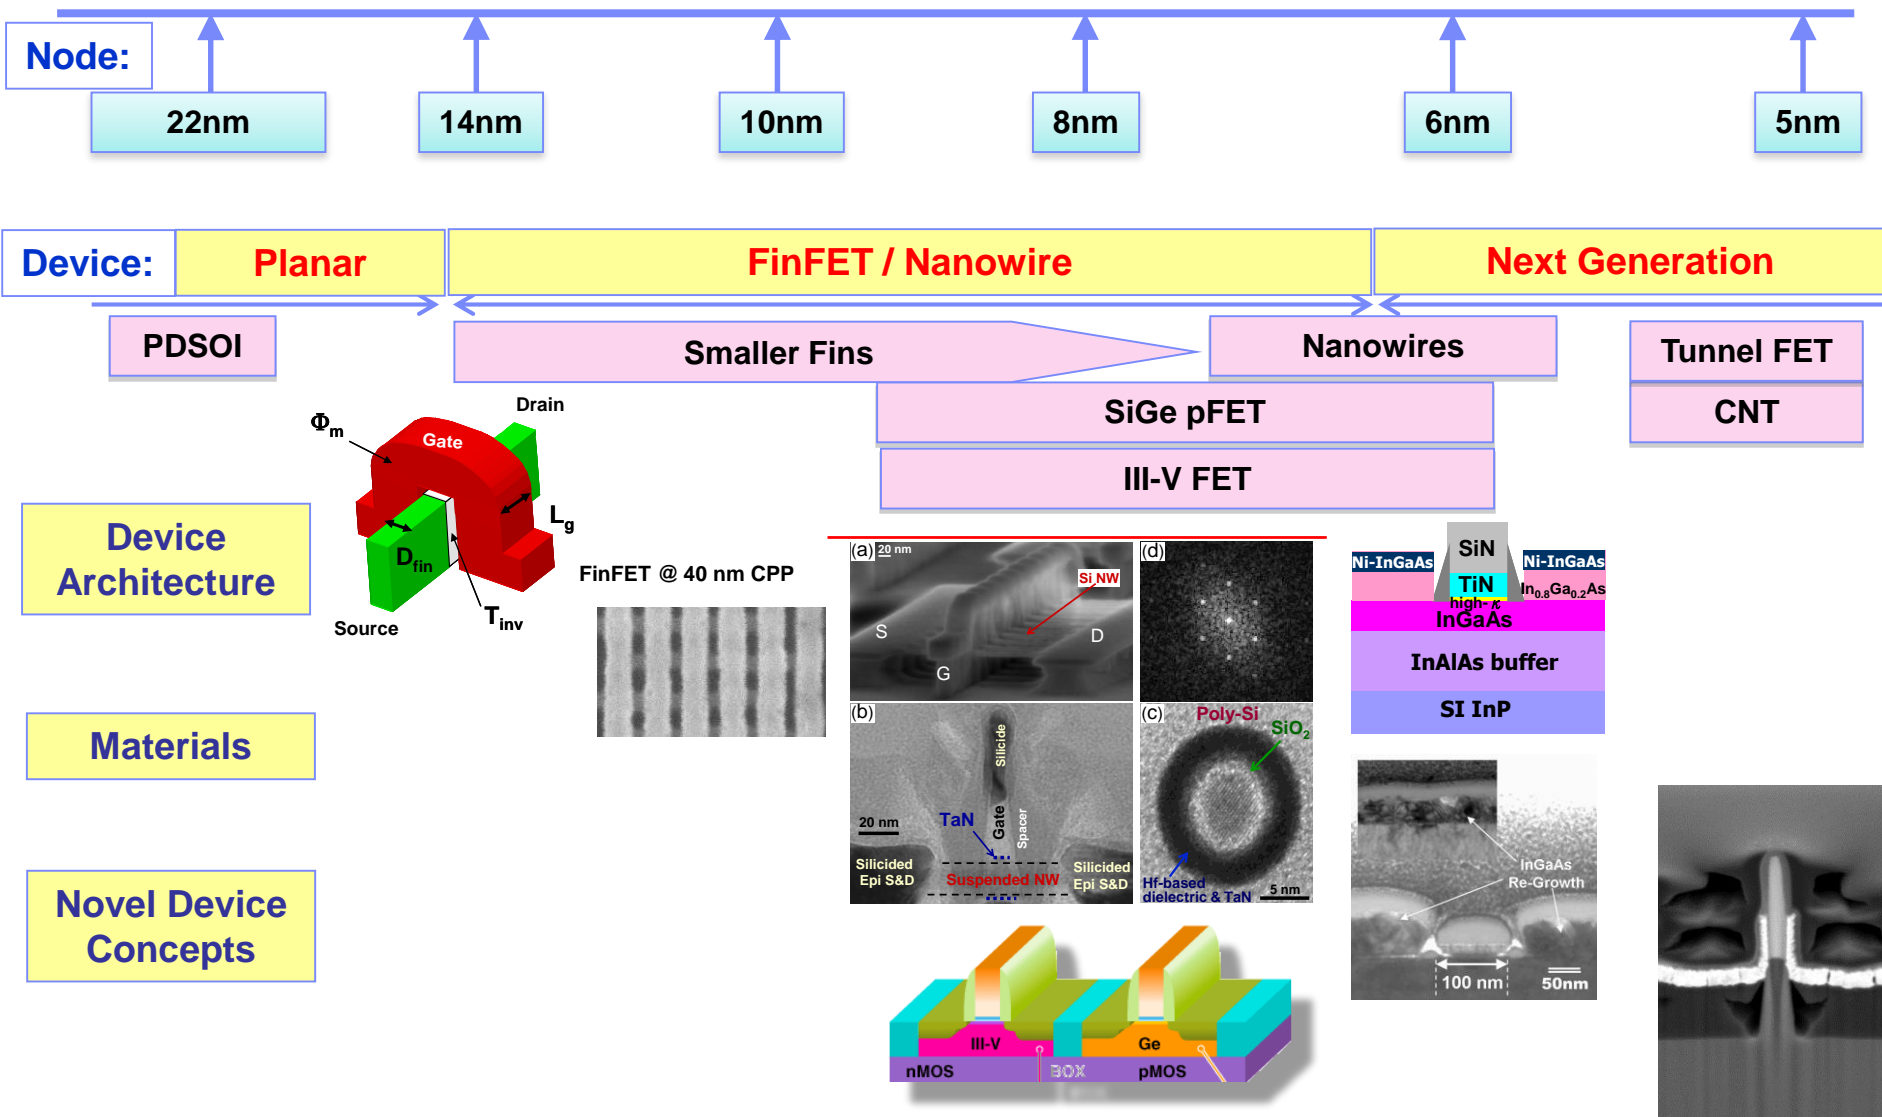 Node:
22nm
14nm
10nm
8nm
6nm
5nm
Device:
Planar
FinFET / Nanowire
Next Generation
PDSOI
Smaller Fins
Nanowires
Tunnel FET
SiGe pFET
CNT
III-V FET
Device
Architecture
Materials
Novel Device
Concepts
Φm
Gate
Drain
Lg
Dfin
Tinv
Source
FinFET @ 40 nm CPP
(a)
20 nm
Si NW
S
D
G
(d)
(b)
Silicide
Gate
Spacer
TaN
20 nm
Silicided
Epi S&D
Suspended NW
Silicided
Epi S&D
(c)
Poly-Si
SiO2
Hf-based
dielectric & TaN
5 nm
SiN
Ni-InGaAs
Ni-InGaAs
TiN
In0.8Ga0.2As
high-κ
InGaAs
InAlAs buffer
SI InP
InGaAs
Re-Growth
100 nm
50nm
III-V
Ge
nMOS
BOX
pMOS